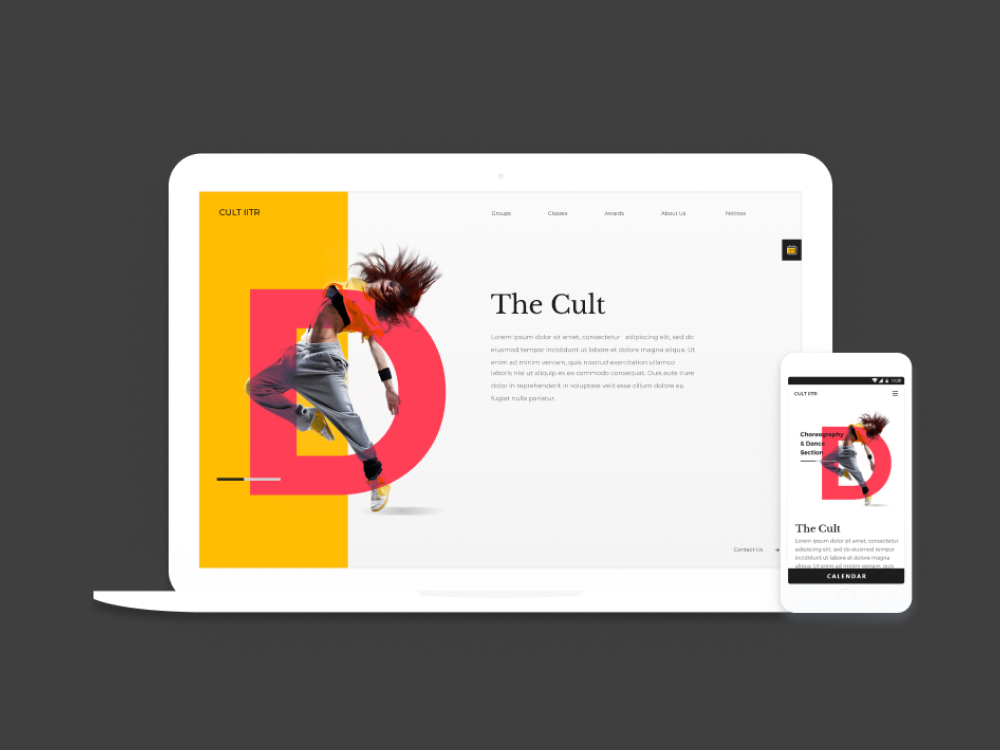 CULT IITR
Groups Classes Awards About Us Notices
D
The Cult
Lorem ipsum dolor sit amet, consectetur adipiscing elit, sed do
eiusmod tempor incididunt ut labore et dolore magna aliqua. Ut
enim ad minim veniam, quis nostrud exercitation ullamco
laboris nisi ut aliquip ex ea commodo consequat. Duis aute irure
dolor in reprehenderit in voluptate velit esse cillum dolore eu
fugiat nulla pariatur.
Contact Us
CULT IITR
Choreography
& Dance
Section
D
The Cult
Lorem ipsum dolor sit amet, consectetur
adipiscing elit, sed do eiusmod tempor
incididunt ut labore et dolore magna
aliqua. Ut enim ad minim veniam, quis
CALENDAR